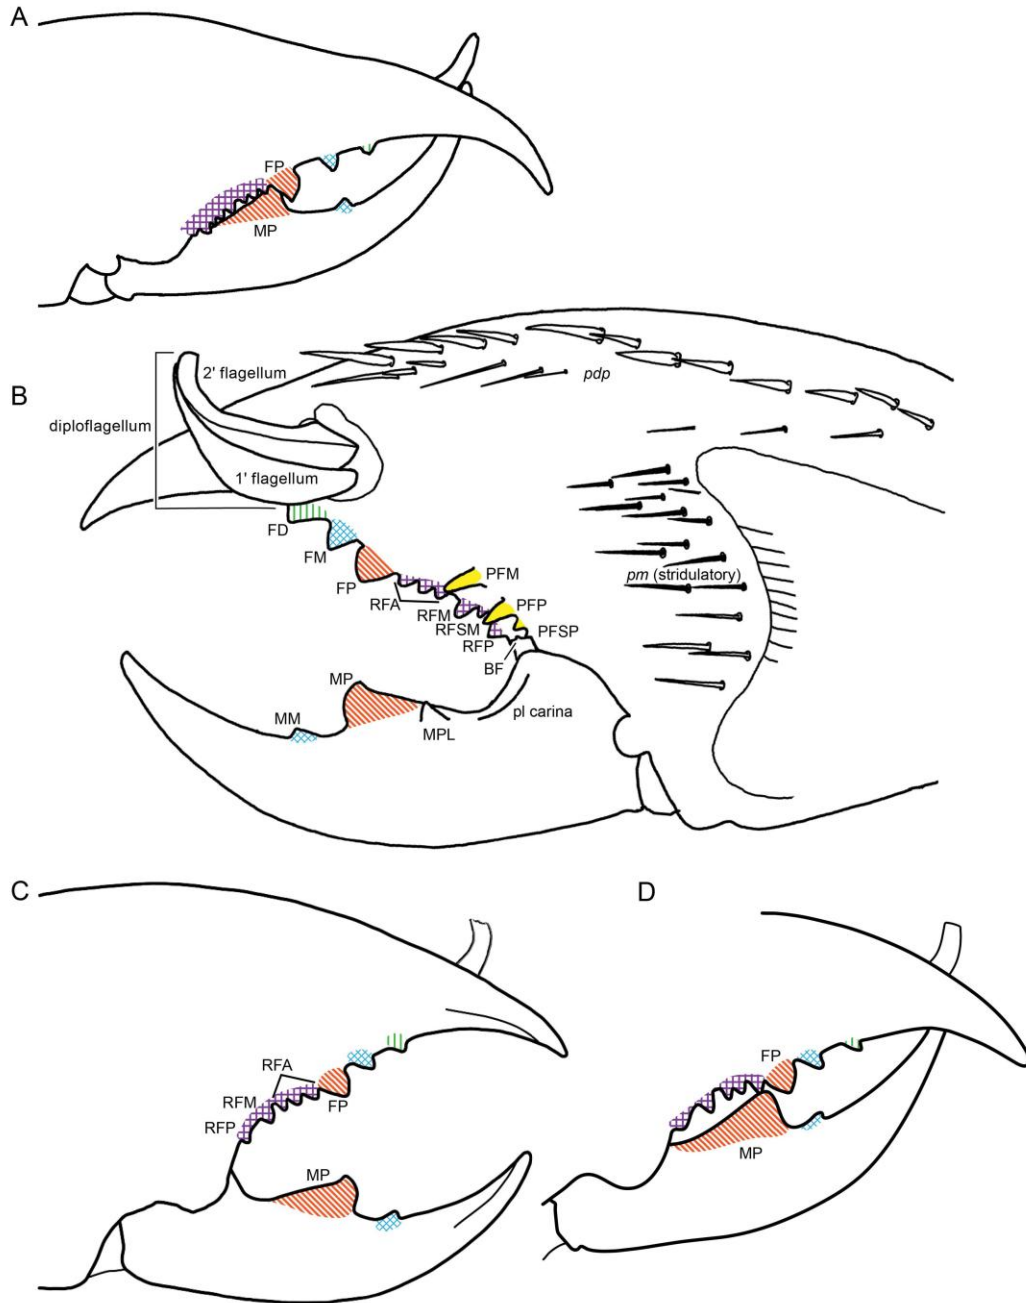 A
FP
MP
B
2' flagellum
pdp
diploflagellum
1' flagellum
FD
FM
FP
PFM
pm (stridulatory)
RFA
RFM
PFP
RFSM
PFSP
RFP
BF
MP
MM
MPL
pl carina
C
D
RFA
FP
RFM
FP
RFP
MP
MP